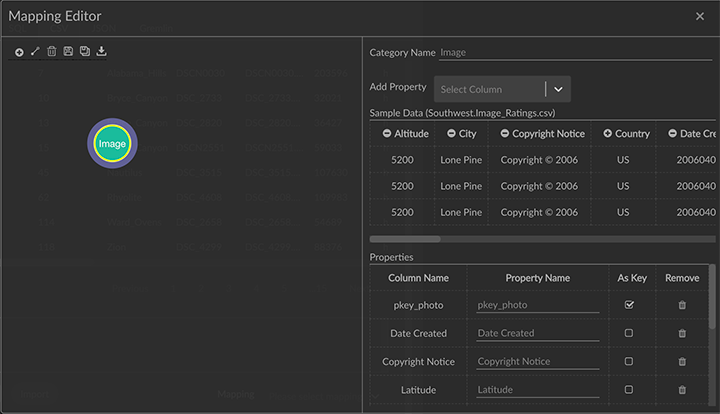 Mapping Editor
Image
Category Name Image
Add Property Select Column
Sample Data (Southwest.Image_Ratings.csv)
Altitude City Copyright Notice Country Date Cr
5200 Lone Pine Copyright © 2006 US 2006040
5200 Lone Pine Copyright © 2006 US 2006040
5200 Lone Pine Copyright © 2006 US 2006040
Properties
Column Name Property Name As Key Remove
pkey_photo pkey_photo
Date Created Date Created
Copyright Notice Copyright Notice
Latitude Latitude
Mapping